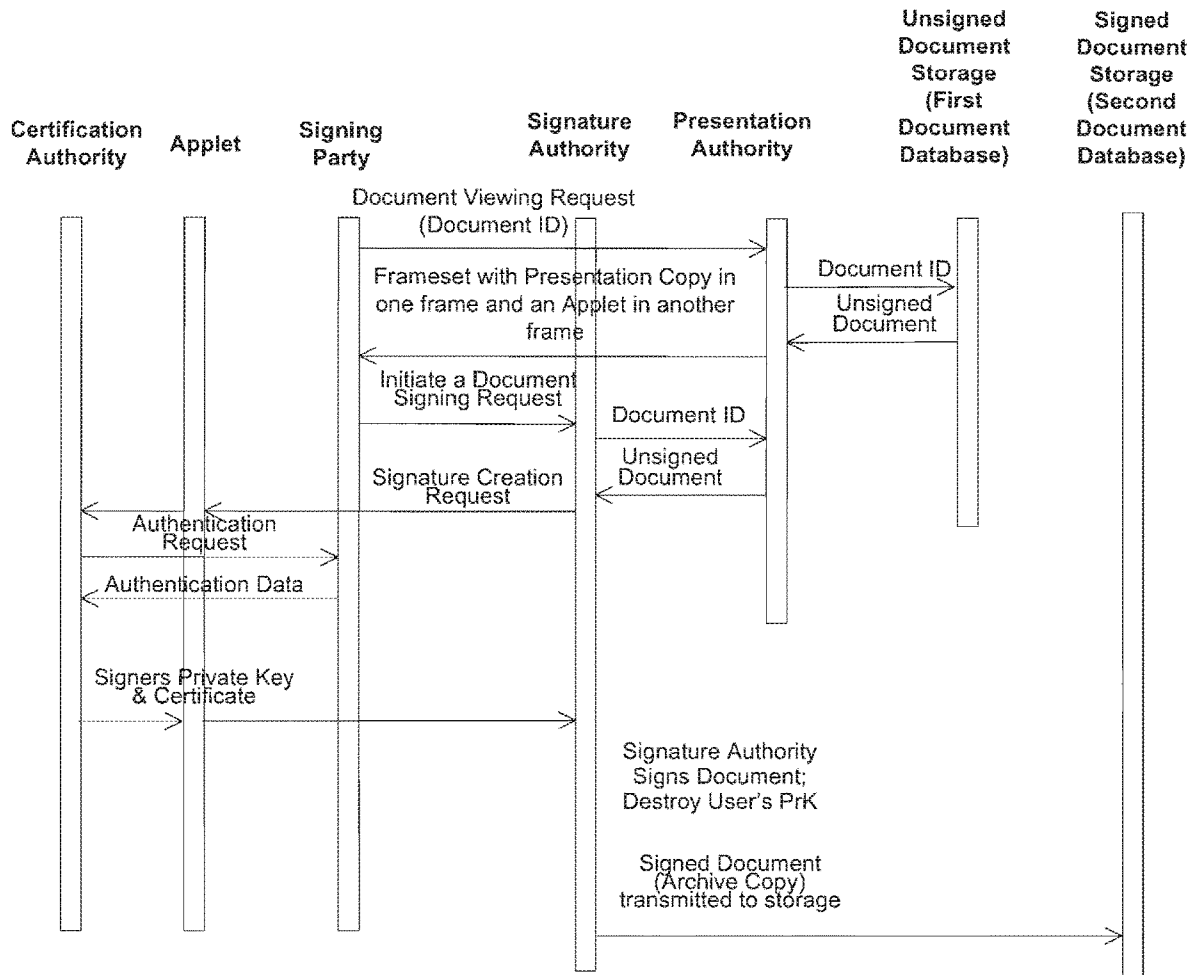 Certification
Authority
Applet
Signing
Party
Signature
Authority
Presentation
Authority
Unsigned
Document
Storage
(First
Document
Database)
Signed
Document
Storage
(Second
Document
Database)
Document Viewing Request
(Document ID)
Document ID
Unsigned
Document
Frameset with Presentation Copy in
one frame and an Applet in another
frame
Initiate a Document
Signing Request
Document ID
Unsigned
Document
Signature Creation
Request
Authentication
Request
Authentication Data
Signers Private Key
& Certificate
Signature Authority
Signs Document;
Destroy User's PrK
Signed Document
(Archive Copy)
transmitted to storage